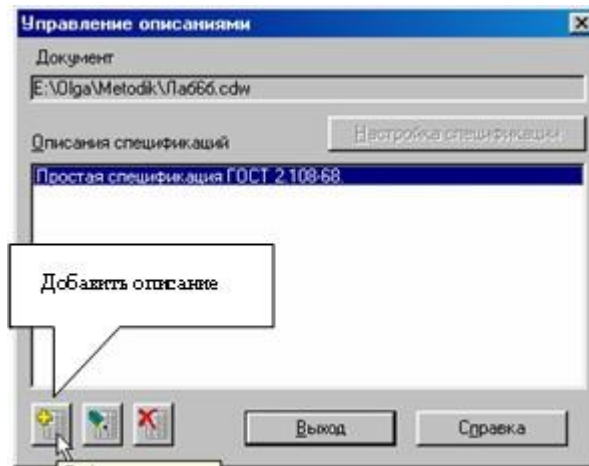 Управление описаниями
Документ
E:\Olga\Metodik\Лаб66.cdw
Описания спецификаций
Настройка спецификации
Простая спецификация ГОСТ 2.108-68.
Добавить описание
Выход
Справка